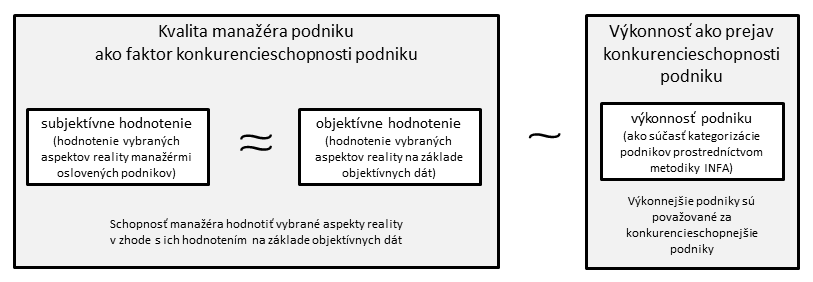 Kvalita manažéra podniku
ako faktor konkurencieschopnosti podniku
subjektívne hodnotenie
(hodnotenie vybraných
aspektov reality manažérmi
oslovených podnikov)
≈
objektívne hodnotenie
(hodnotenie vybraných
aspektov reality na základe
objektívnych dát)
Schopnosť manažéra hodnotiť vybrané aspekty reality
v zhode s ich hodnotením na základe objektívnych dát
~
Výkonnosť ako prejav
konkurencieschopnosti
podniku
výkonnosť podniku
(ako súčasť kategorizácie
podnikov prostredníctvom
metodiky INFA)
Výkonnejšie podniky sú
považované za
konkurencieschopnejšie
podniky